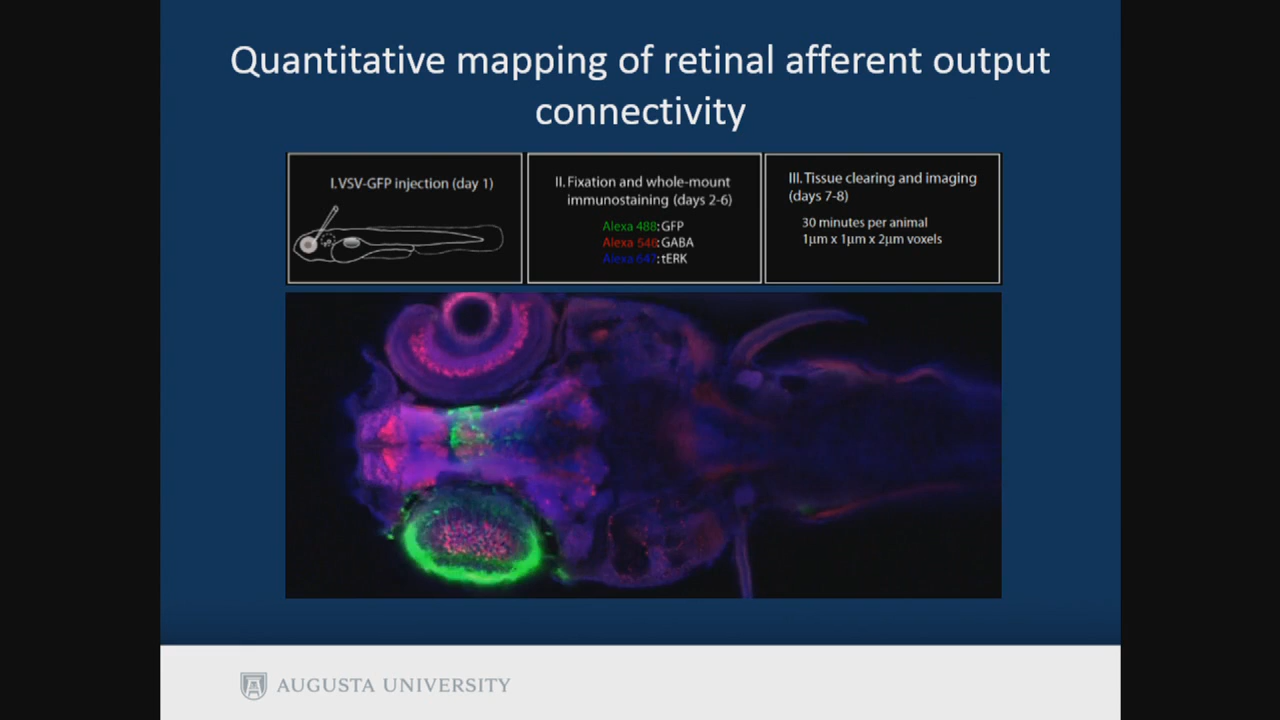 Quantitative mapping of retinal afferent output
connectivity
I. VSV-GFP injection (day 1)
II. Fixation and whole-mount
immunostaining (days 2-6)
Alexa 488: GFP
Alexa 546: GABA
Alexa 647: tERK
III. Tissue clearing and imaging
(days 7-8)
30 minutes per animal
1µm x 1µm x 2µm voxels
AUGUSTA UNIVERSITY